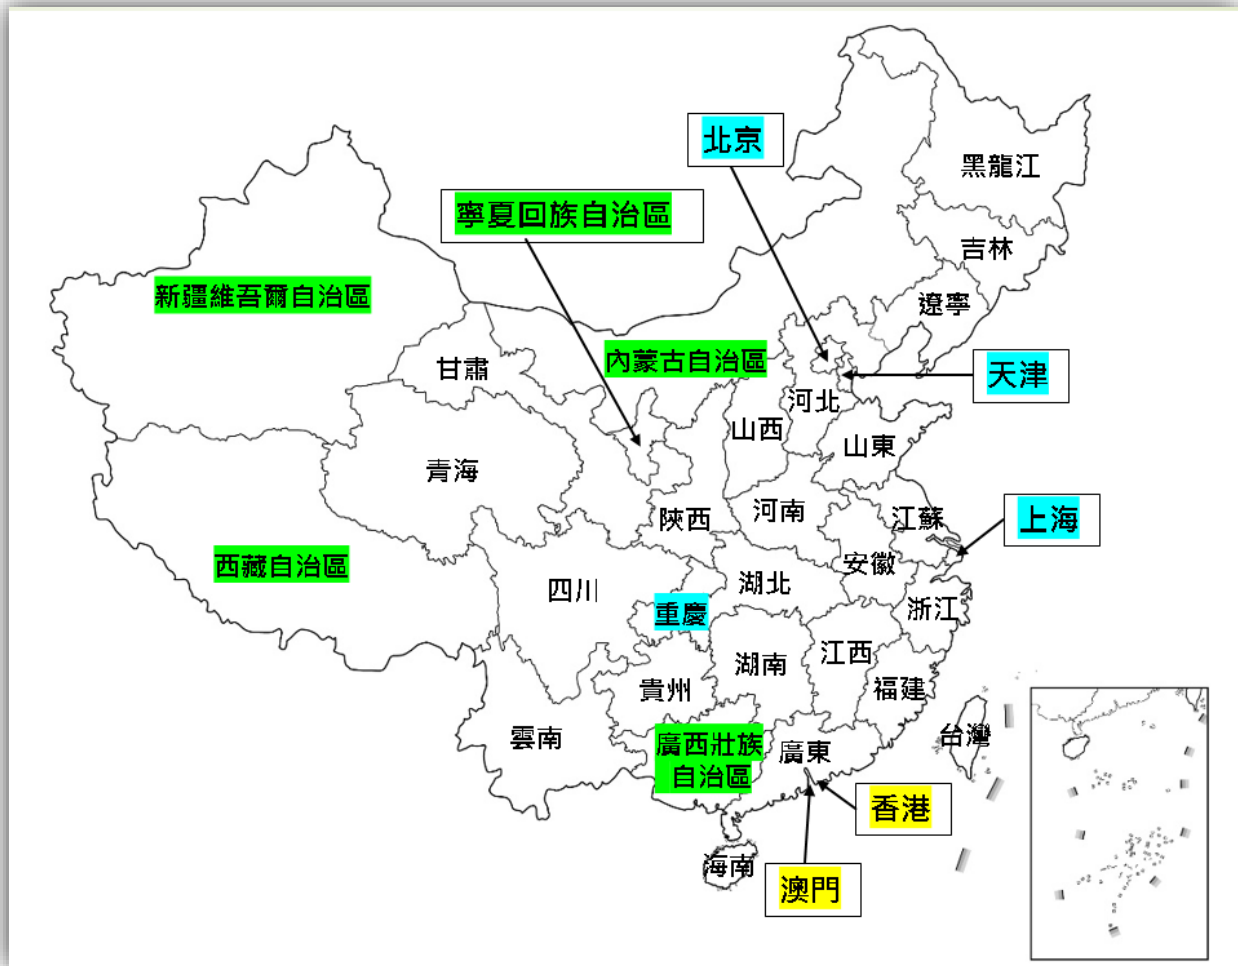 北京
黑龍江
寧夏回族自治區
吉林
新疆維吾爾自治區
遼寧
內蒙古自治區
甘肅
天津
河北
山西
山東
青海
河南
陝西
江蘇
上海
西藏自治區
安徽
湖北
四川
浙江
重慶
江西
湖南
貴州
福建
雲南
台灣
廣西壯族
自治區
廣東
香港
海南
澳門